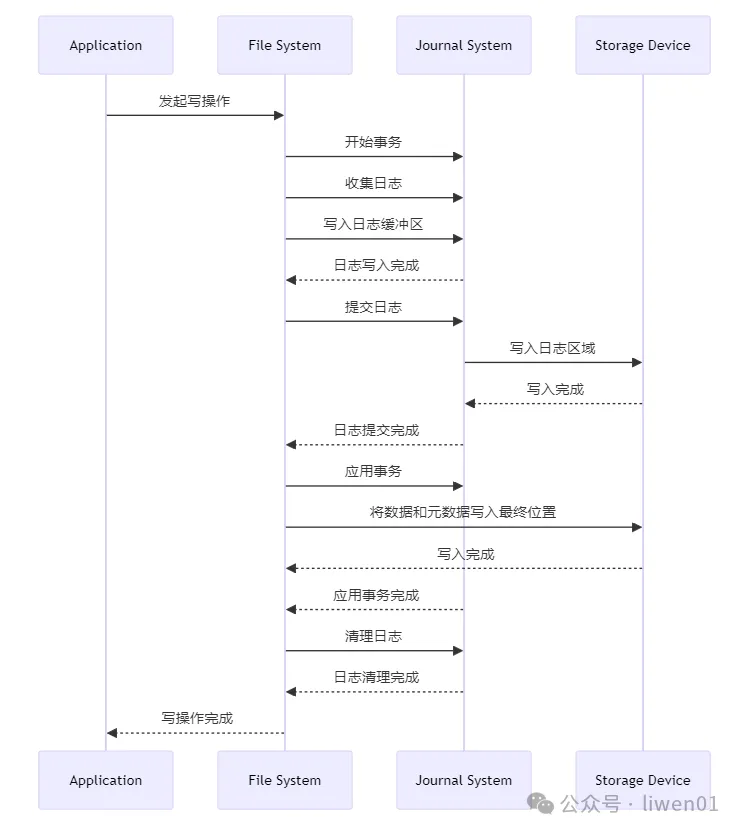 Application
File System
Journal System
Storage Device
发起写操作
开始事务
收集日志
写入日志缓冲区
日志写入完成
提交日志
写入日志区域
写入完成
日志提交完成
应用事务
将数据和元数据写入最终位置
写入完成
应用事务完成
清理日志
日志清理完成
写操作完成
Application
File System
Journal System
Storage Device
公众号 · liwen01